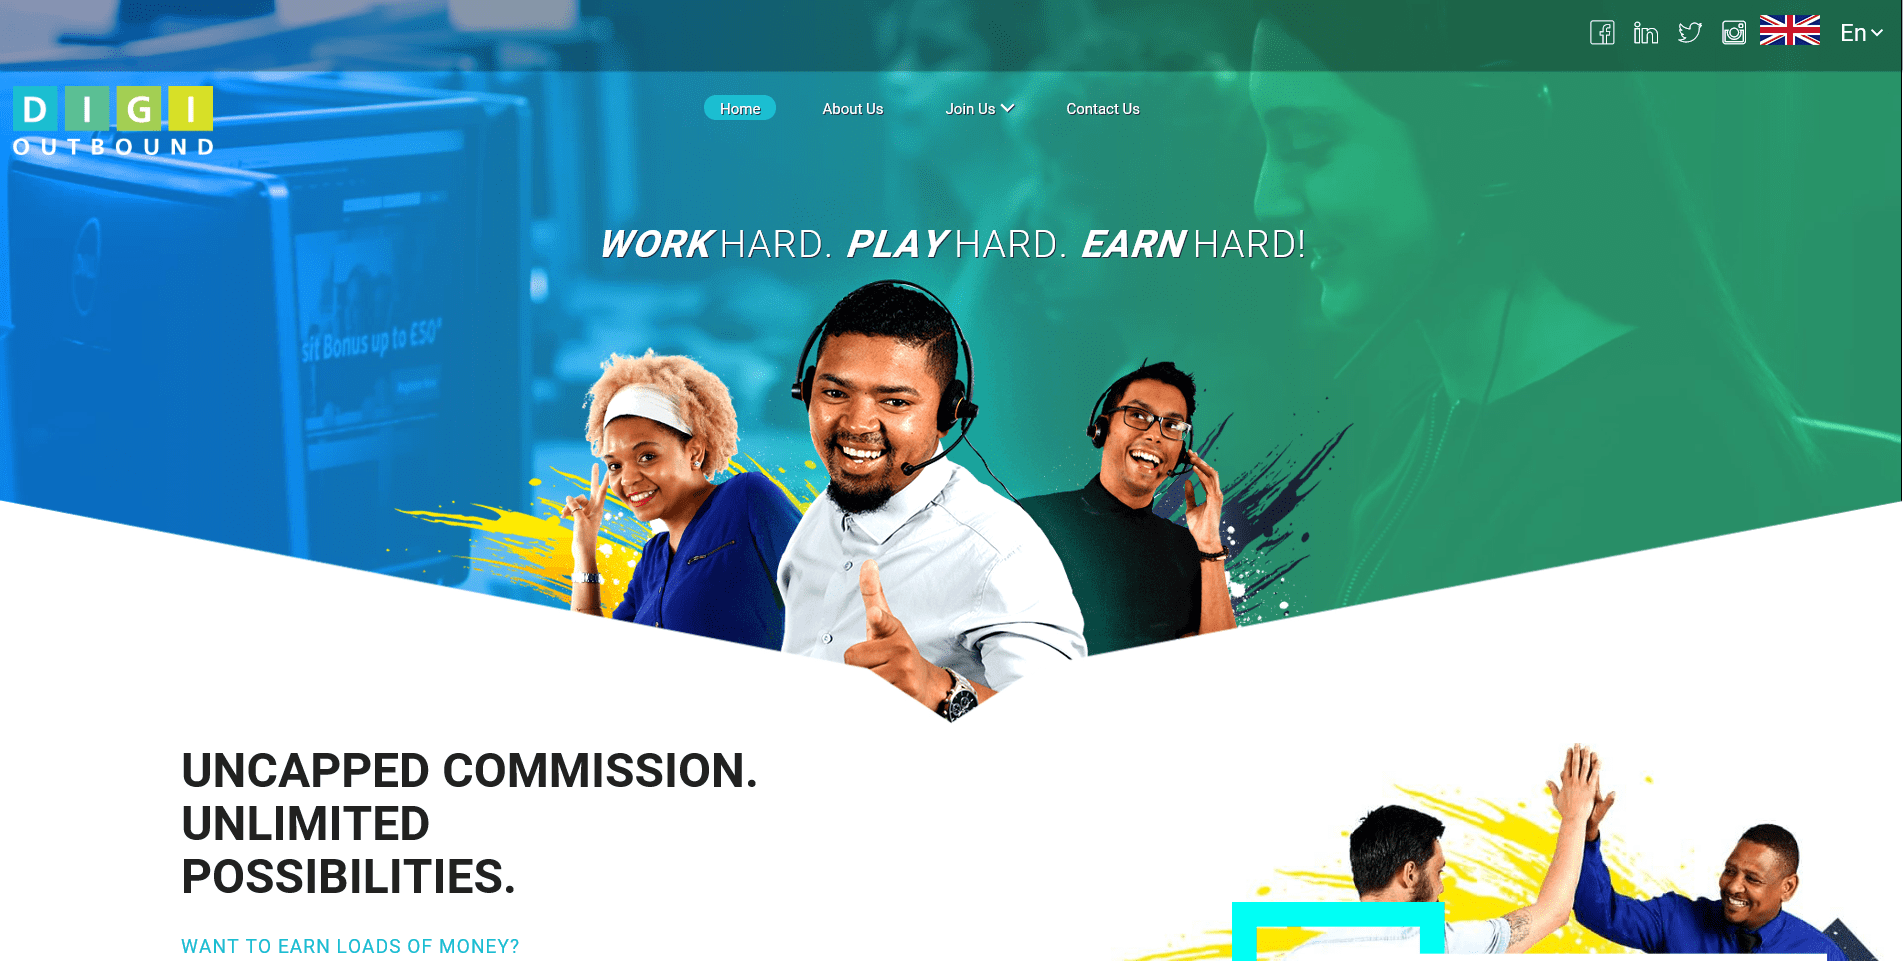 En
DIGI
OUTBOUND
Home
About Us
Join Us
Contact Us
WORK HARD. PLAY HARD. EARN HARD!
sit Bonus up to £50*
UNCAPPED COMMISSION.
UNLIMITED
POSSIBILITIES.
WANT TO EARN LOADS OF MONEY?